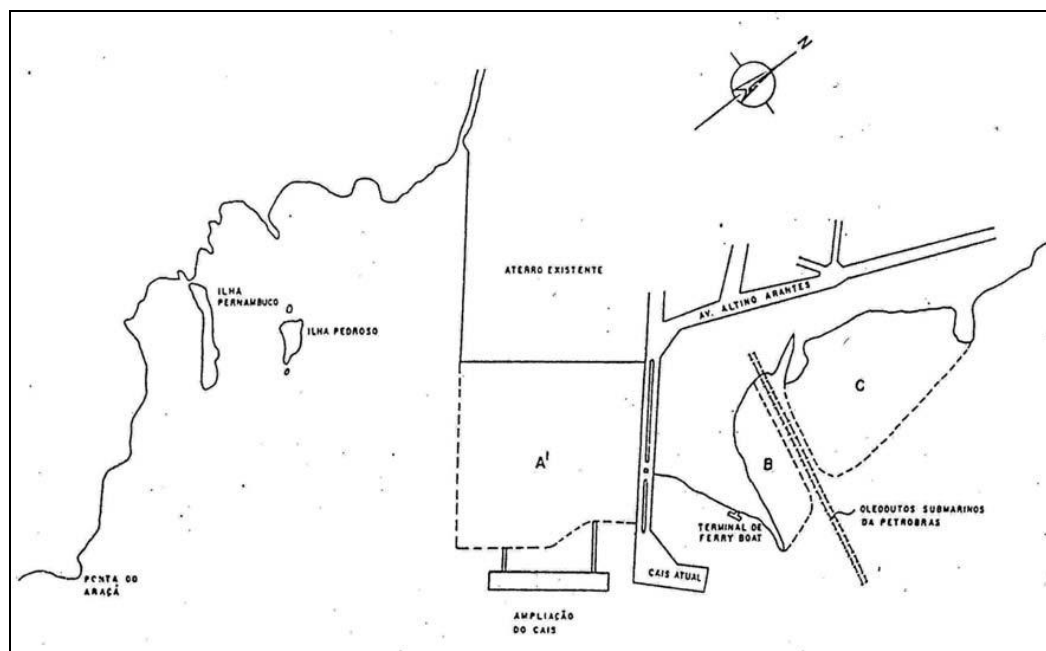 N
ATERRO EXISTENTE
ILHA
PERNAMBUCO
ILHA PEDROSO
AV. ALTINO ARANTES
C
A'
B
OLEODUTOS SUBMARINOS
DA PETROBRAS
TERMINAL DE
FERRY BOAT
CAIS ATUAL
PONTA DO
ARAÇÁ
AMPLIAÇÃO
DO CAIS